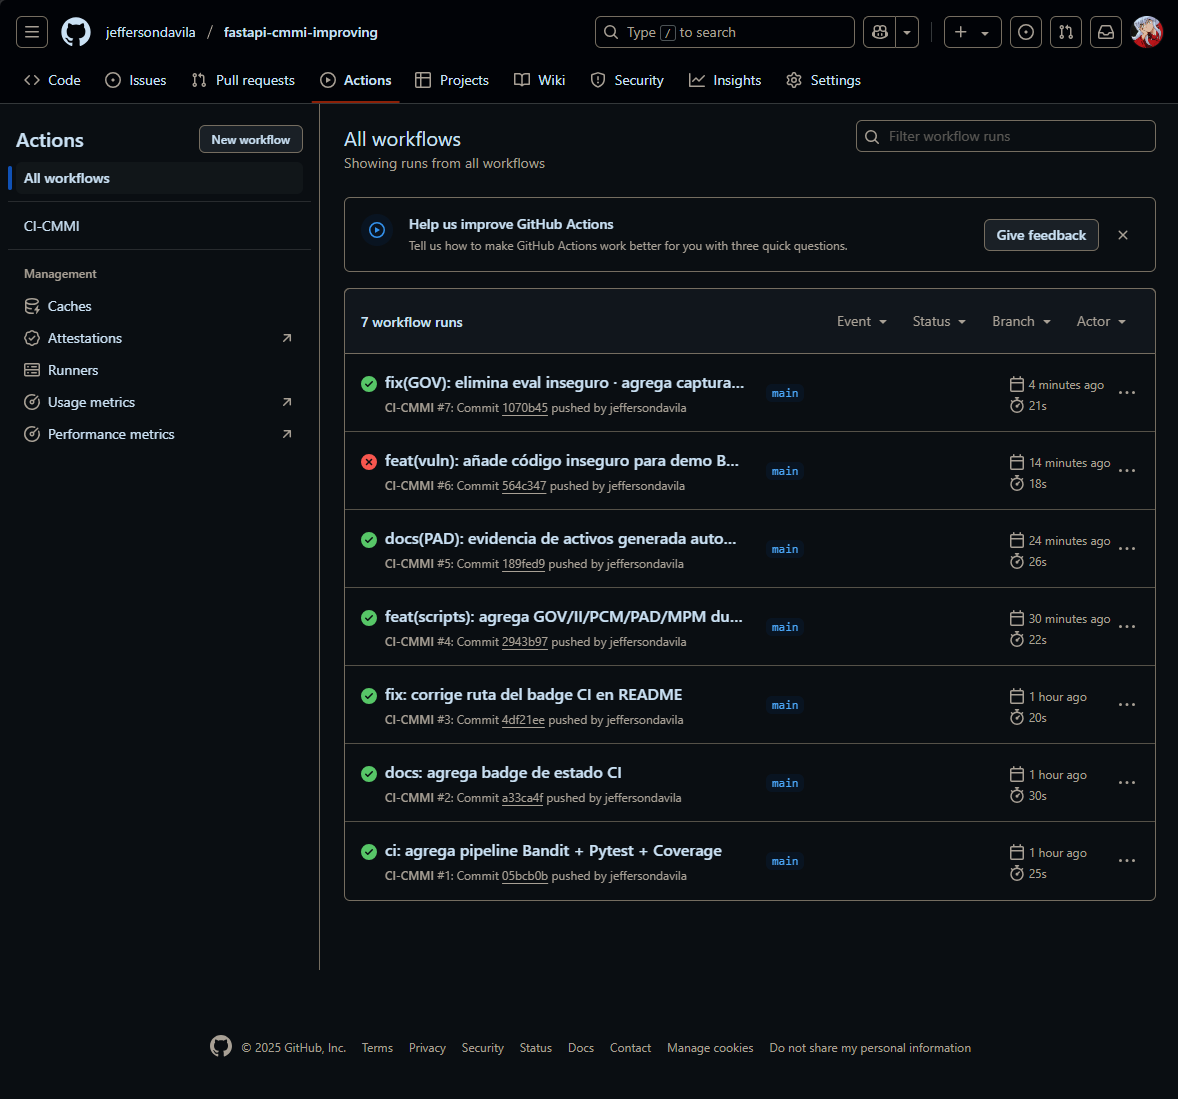 jeffersondavila / fastapi-cmmi-improving
Type / to search
Code Issues Pull requests Actions Projects Wiki Security Insights Settings
Actions
New workflow
All workflows
CI-CMMI
Management
Caches
Attestations
Runners
Usage metrics
Performance metrics
All workflows
Showing runs from all workflows
Filter workflow runs
Help us improve GitHub Actions
Tell us how to make GitHub Actions work better for you with three quick questions.
Give feedback
7 workflow runs
Event Status Branch Actor
fix(GOV): elimina eval inseguro · agrega captura...
CI-CMMI #7: Commit 1070b45 pushed by jeffersondavila
main
4 minutes ago
21s
feat(vuln): añade código inseguro para demo B...
CI-CMMI #6: Commit 564c347 pushed by jeffersondavila
main
14 minutes ago
18s
docs(PAD): evidencia de activos generada auto...
CI-CMMI #5: Commit 189fed9 pushed by jeffersondavila
main
24 minutes ago
26s
feat(scripts): agrega GOV/II/PCM/PAD/MPM du...
CI-CMMI #4: Commit 2943b97 pushed by jeffersondavila
main
30 minutes ago
22s
fix: corrige ruta del badge CI en README
CI-CMMI #3: Commit 4df21ee pushed by jeffersondavila
main
1 hour ago
20s
docs: agrega badge de estado CI
CI-CMMI #2: Commit a33ca4f pushed by jeffersondavila
main
1 hour ago
30s
ci: agrega pipeline Bandit + Pytest + Coverage
CI-CMMI #1: Commit 05bcb0b pushed by jeffersondavila
main
1 hour ago
25s
© 2025 GitHub, Inc. Terms Privacy Security Status Docs Contact Manage cookies Do not share my personal information